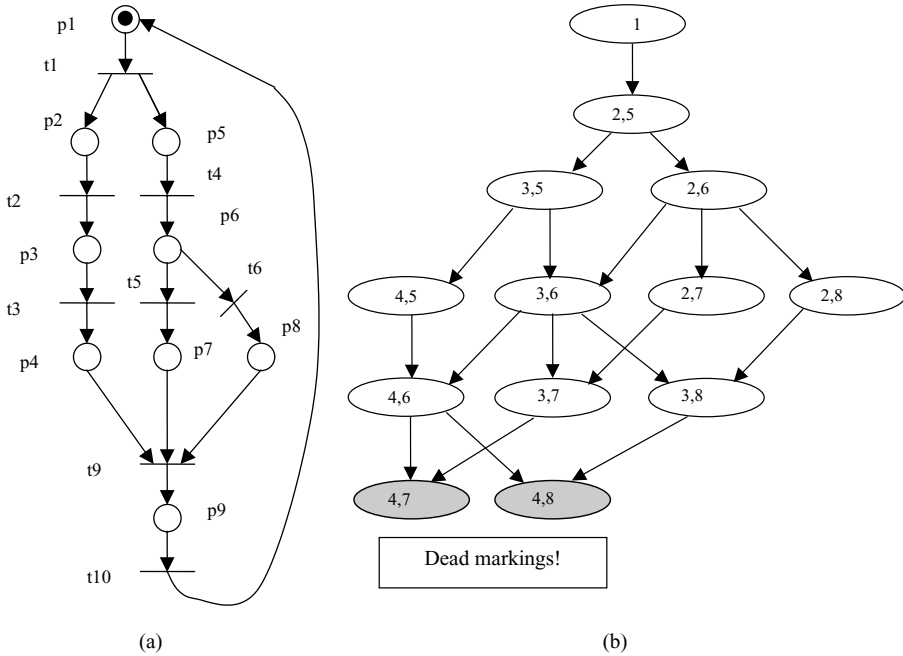 p1
t1
p2
p5
t4
t2
p6
p3
t5
t6
t3
p8
p4
p7
t9
p9
t10
(a)
1
2,5
3,5
2,6
4,5
3,6
2,7
2,8
4,6
3,7
3,8
4,7
4,8
Dead markings!
(b)